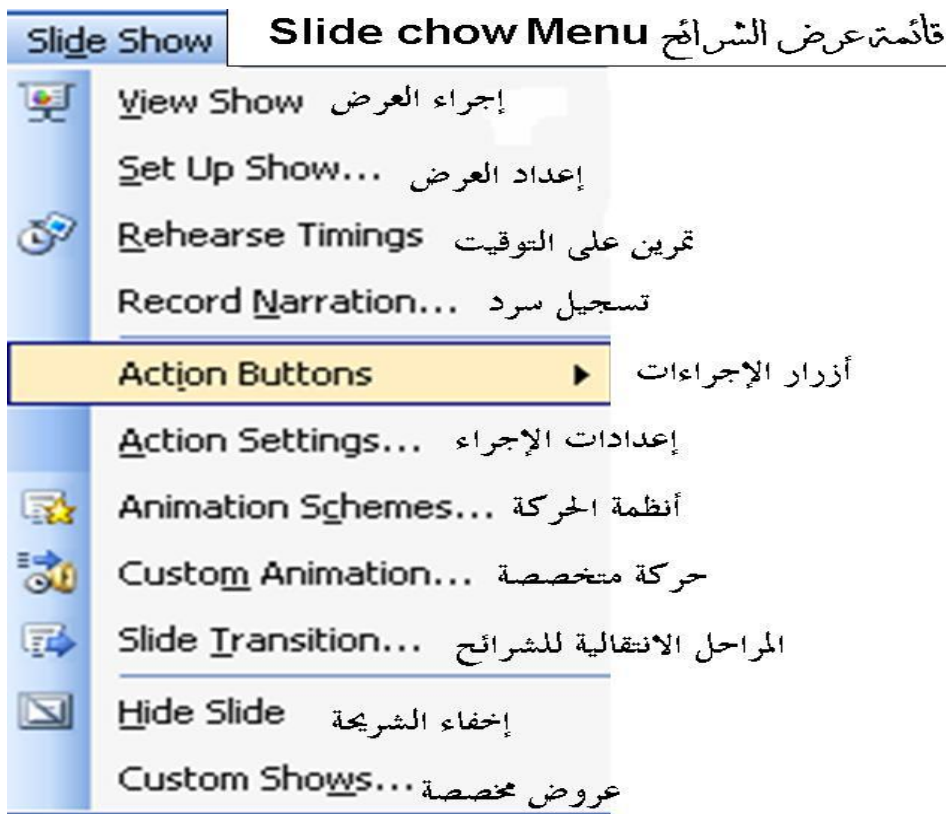 Slide Show
قائمة عرض الشرائح Slide chow Menu
View Show إجراء العرض
Set Up Show... إعداد العرض
Rehearse Timings تمرين على التوقيت
Record Narration... تسجيل سرد
Action Buttons أزرار الإجراءات
Action Settings... إعدادات الإجراء
Animation Schemes... أنظمة الحركة
Custom Animation... حركة متخصصة
Slide Transition... المراحل الانتقالية للشرائح
Hide Slide إخفاء الشريحة
Custom Shows... عروض مخصصة